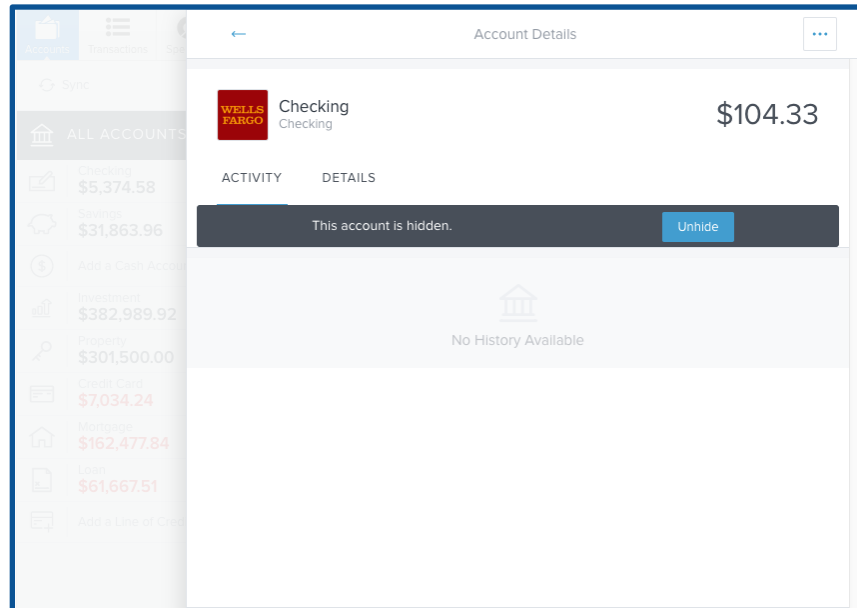 Accounts
Transactions
Account Details
Sync
WELLS
FARGO
Checking
Checking
$104.33
ALL ACCOUNTS
ACTIVITY
DETAILS
Checking
$5,374.58
Savings
$31,863.96
This account is hidden.
Unhide
Add a Cash Accou
Investment
$382,989.92
No History Available
Property
$301,500.00
Credit Card
$7,034.24
Mortgage
$162,477.84
Loan
$61,667.51
Add a Line of Cred